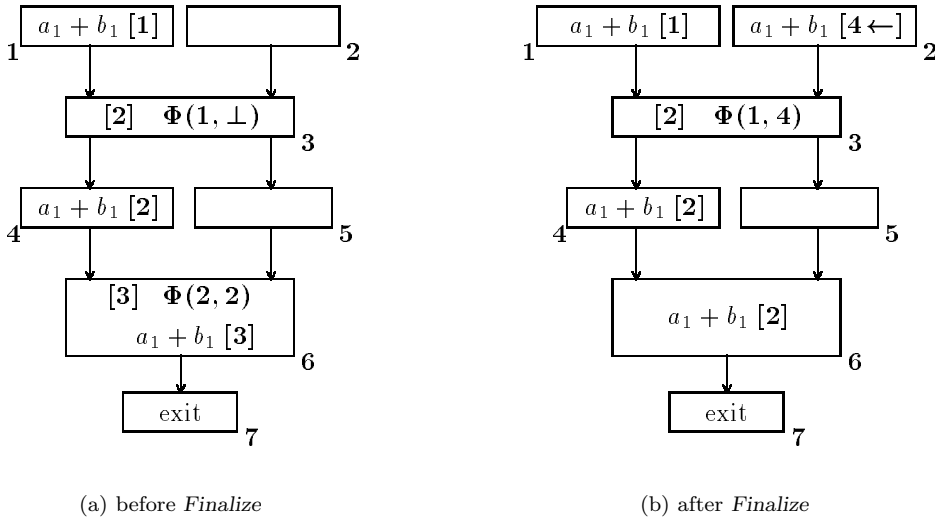 a1 + b1 [1]
1
2
[2] Φ(1, ⊥)
3
a1 + b1 [2]
4
5
[3] Φ(2, 2)
a1 + b1 [3]
6
exit
7
(a) before Finalize
a1 + b1 [1]
1
a1 + b1 [4←]
2
[2] Φ(1, 4)
3
a1 + b1 [2]
4
5
a1 + b1 [2]
6
exit
7
(b) after Finalize